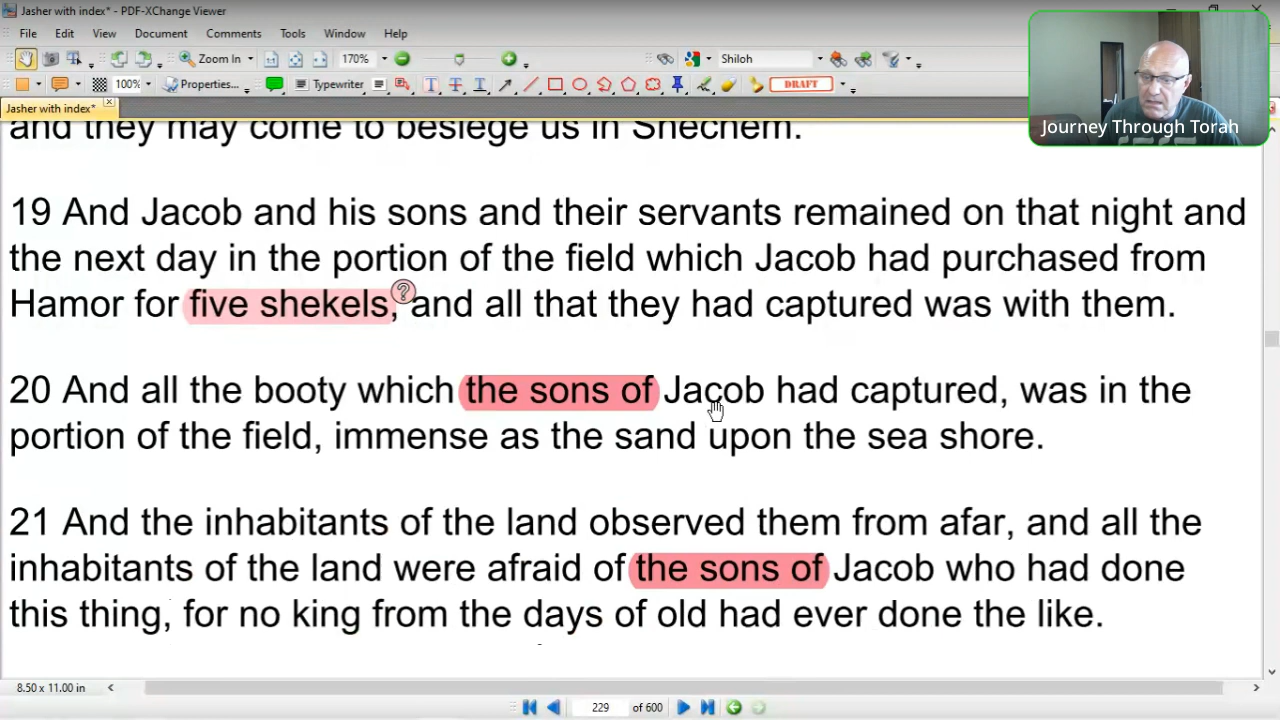 Jasher with index* - PDF-XChange Viewer
File Edit View Document Comments Tools Window Help
Zoom In 170% Shiloh
100% Properties... Typewriter DRAFT
Jasher with index*
Journey Through Torah
and they may come to besiege us in Shechem.
19 And Jacob and his sons and their servants remained on that night and
the next day in the portion of the field which Jacob had purchased from
Hamor for five shekels, and all that they had captured was with them.
20 And all the booty which the sons of Jacob had captured, was in the
portion of the field, immense as the sand upon the sea shore.
21 And the inhabitants of the land observed them from afar, and all the
inhabitants of the land were afraid of the sons of Jacob who had done
this thing, for no king from the days of old had ever done the like.
8.50 x 11.00 in
229 of 600